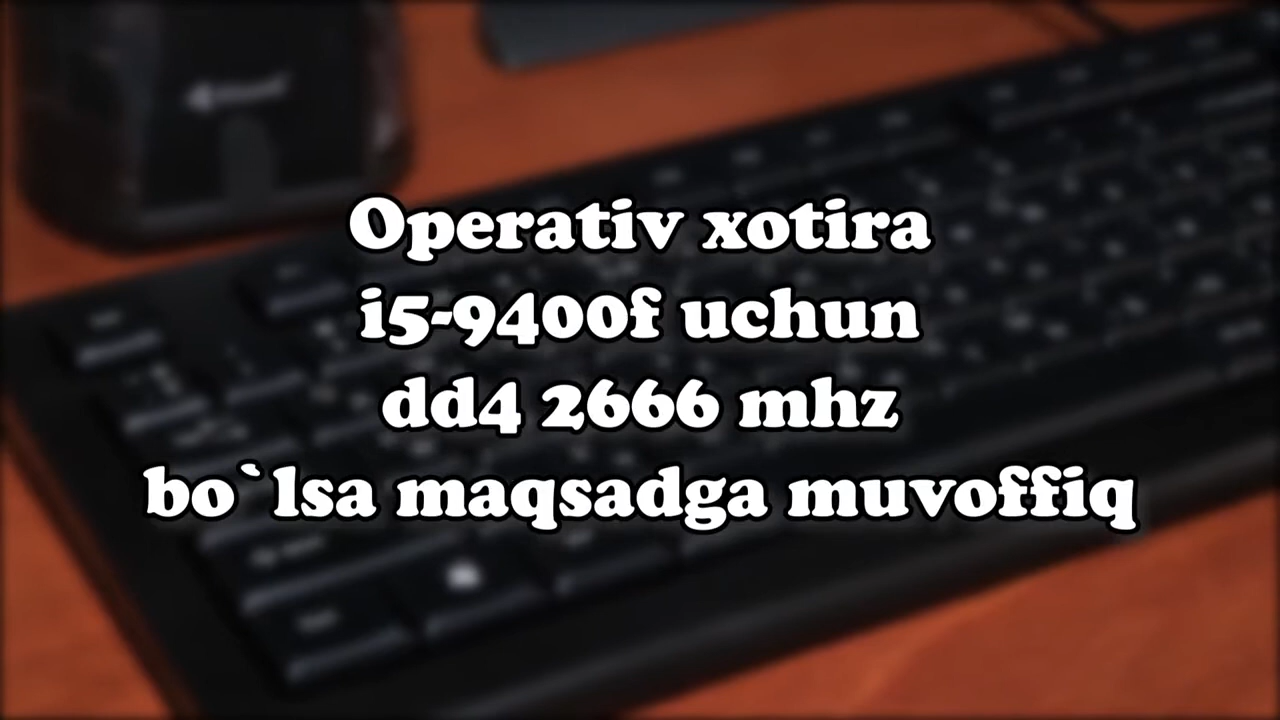 Operativ xotira
i5-9400f uchun
dd4 2666 mhz
bo`lsa maqsadga muvoffiq